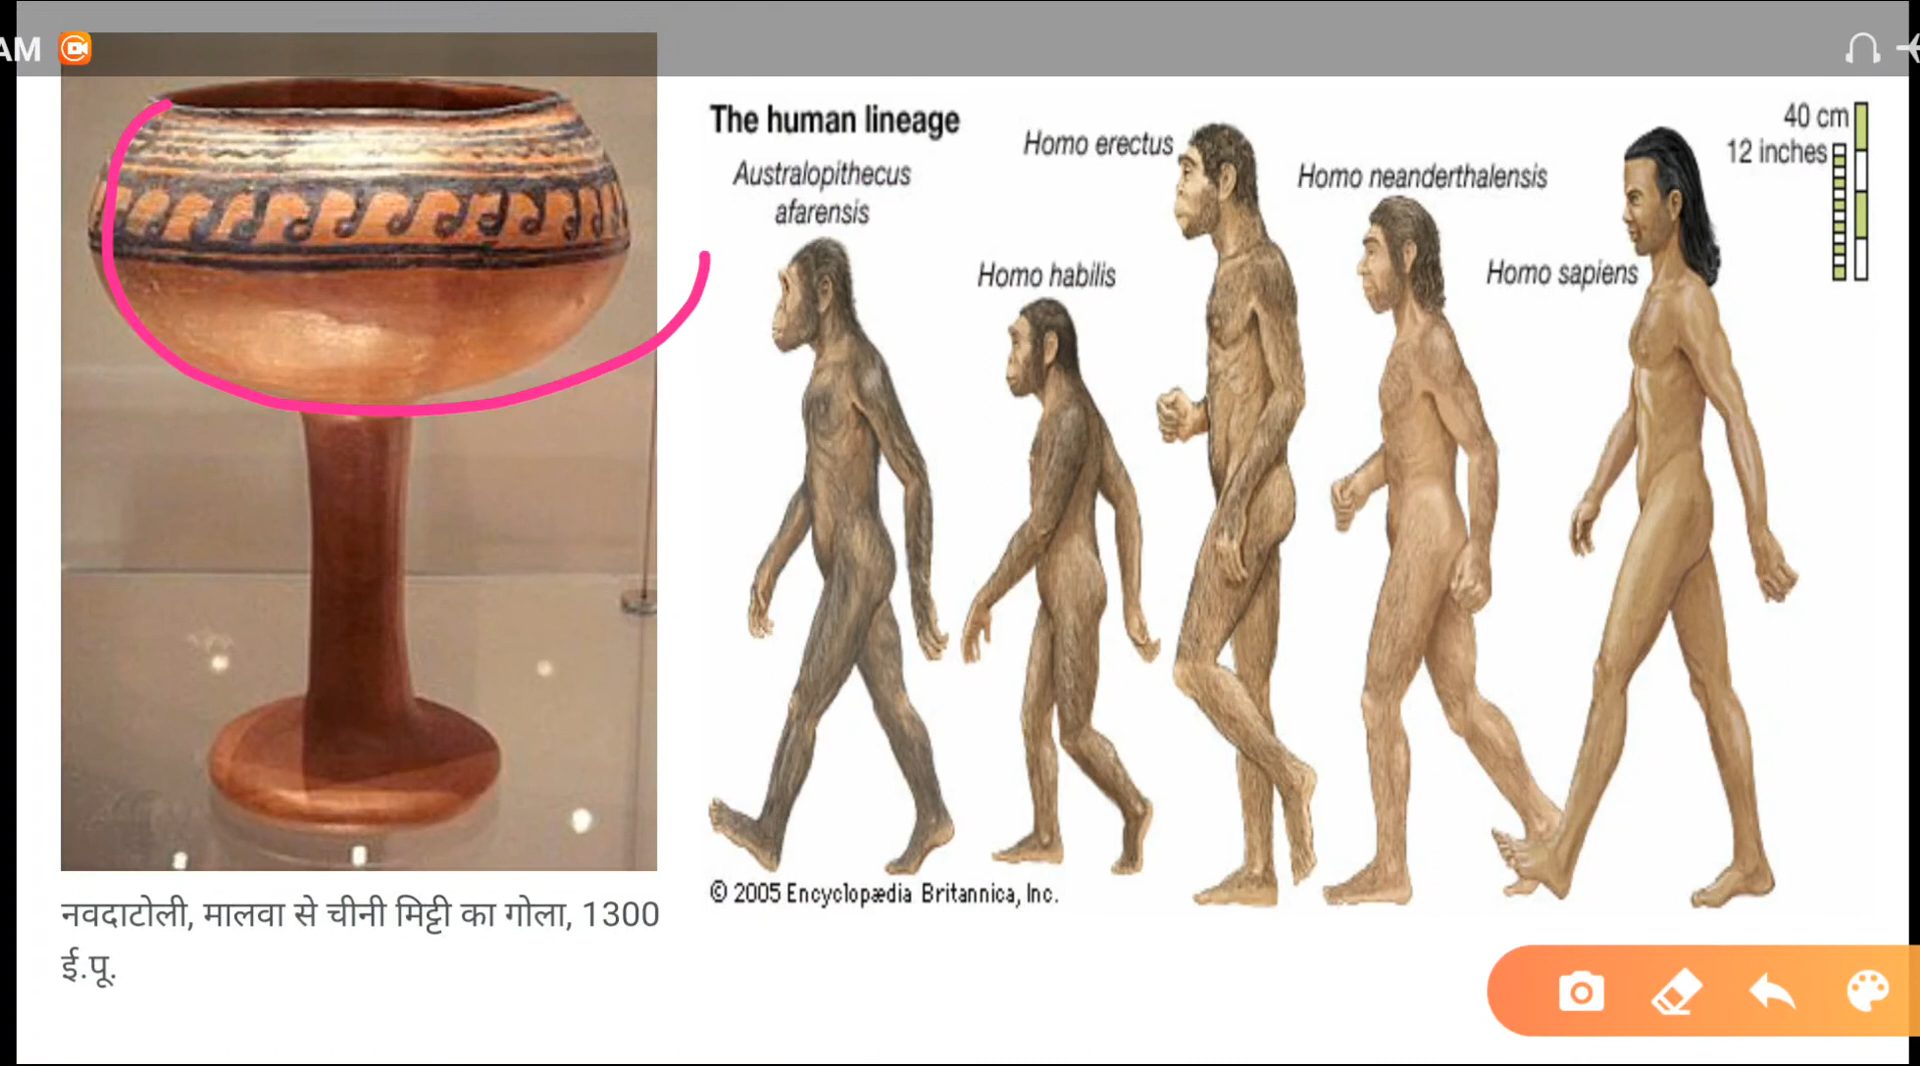 AM
नवदाटोली, मालवा से चीनी मिट्टी का गोला, 1300
ई.पू.
The human lineage
Australopithecus
afarensis
Homo habilis
Homo erectus
Homo neanderthalensis
Homo sapiens
40 cm
12 inches
© 2005 Encyclopædia Britannica, Inc.